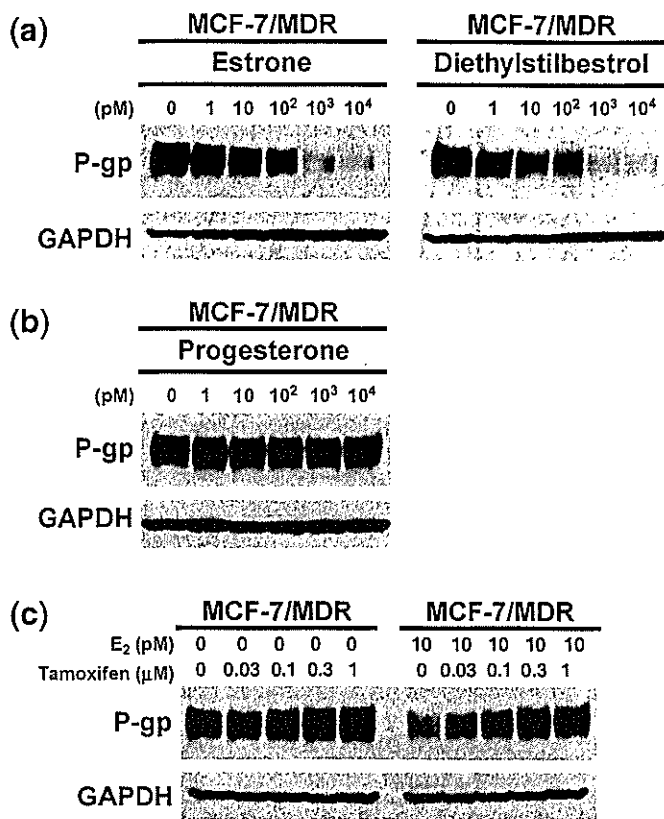 (a)
MCF-7/MDR
Estrone
(pM) 0 1 10 10² 10³ 10⁴
P-gp
GAPDH
MCF-7/MDR
Diethylstilbestrol
0 1 10 10² 10³ 10⁴
(b)
MCF-7/MDR
Progesterone
(pM) 0 1 10 10² 10³ 10⁴
P-gp
GAPDH
(c)
MCF-7/MDR MCF-7/MDR
E₂ (pM) 0 0 0 0 0 10 10 10 10 10
Tamoxifen (μM) 0 0.03 0.1 0.3 1 0 0.03 0.1 0.3 1
P-gp
GAPDH